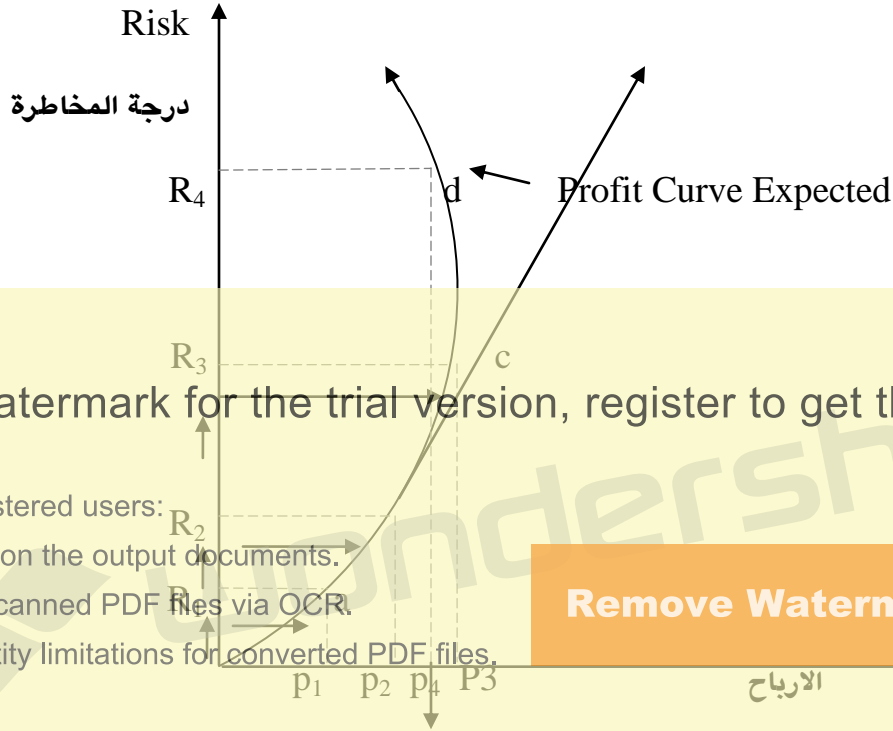 Risk
درجة المخاطرة
R₄
d
Profit Curve Expected
R₃
c
atermark for the trial version, register to get th
stered users:
R₂
on the output documents.
canned PDF files via OCR.
Remove Watern
tity limitations for converted PDF files.
wondersh
p₁ p₂ p₄ P3
الارباح